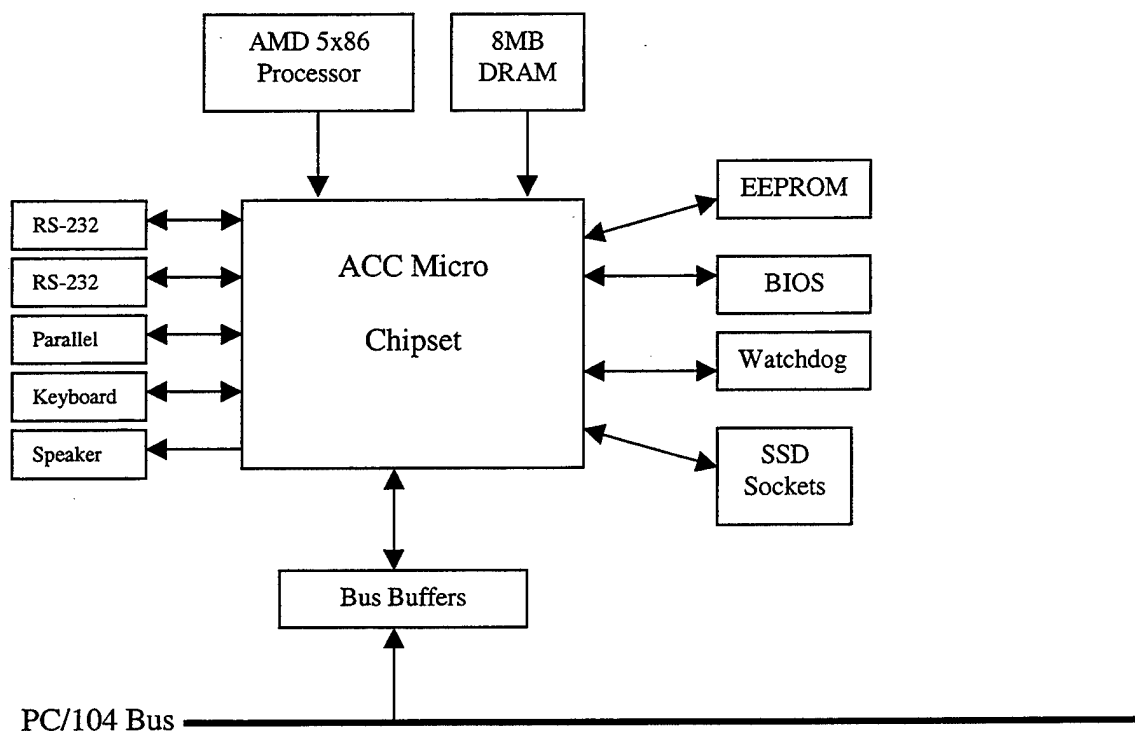 AMD 5x86
Processor
8MB
DRAM
EEPROM
RS-232
ACC Micro
Chipset
RS-232
BIOS
Parallel
Watchdog
Keyboard
Speaker
SSD
Sockets
Bus Buffers
PC/104 Bus